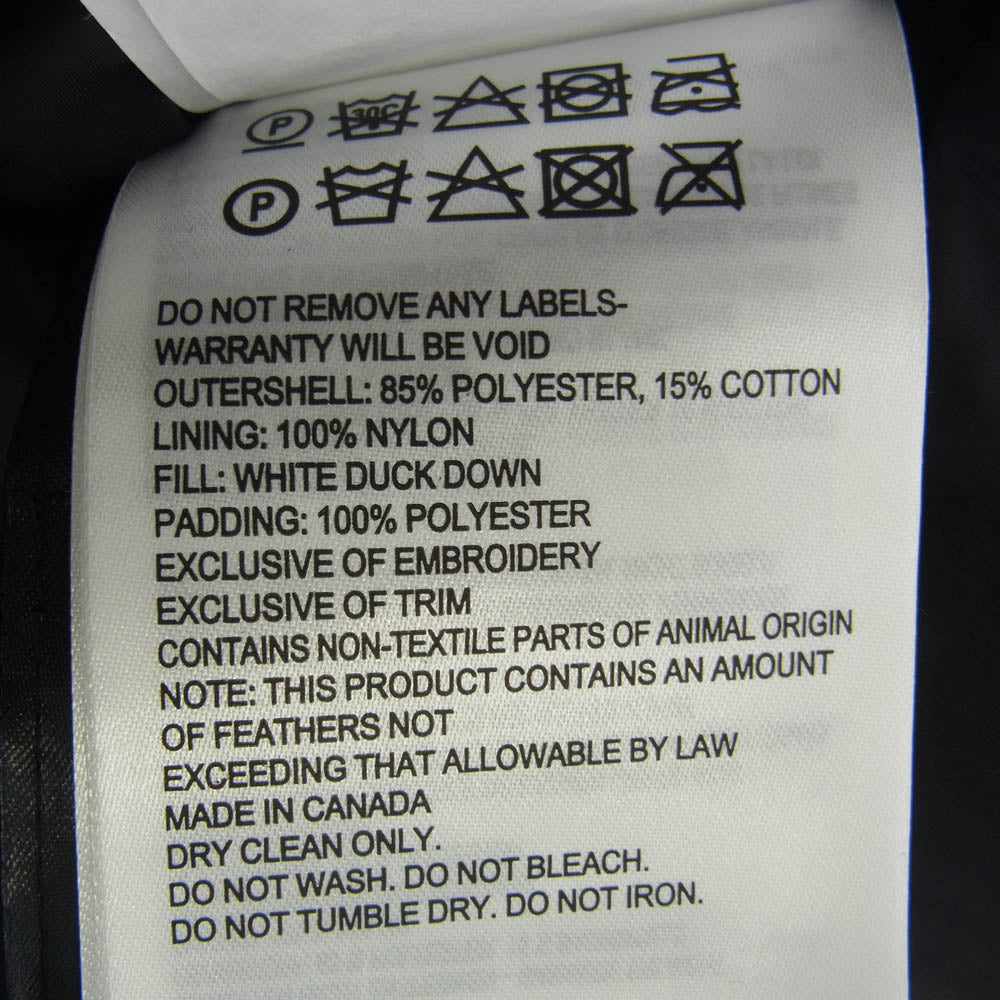 P 30C
P
DO NOT REMOVE ANY LABELS-
WARRANTY WILL BE VOID
OUTERSHELL: 85% POLYESTER, 15% COTTON
LINING: 100% NYLON
FILL: WHITE DUCK DOWN
PADDING: 100% POLYESTER
EXCLUSIVE OF EMBROIDERY
EXCLUSIVE OF TRIM
CONTAINS NON-TEXTILE PARTS OF ANIMAL ORIGIN
NOTE: THIS PRODUCT CONTAINS AN AMOUNT
OF FEATHERS NOT
EXCEEDING THAT ALLOWABLE BY LAW
MADE IN CANADA
DRY CLEAN ONLY.
DO NOT WASH. DO NOT BLEACH.
DO NOT TUMBLE DRY. DO NOT IRON.